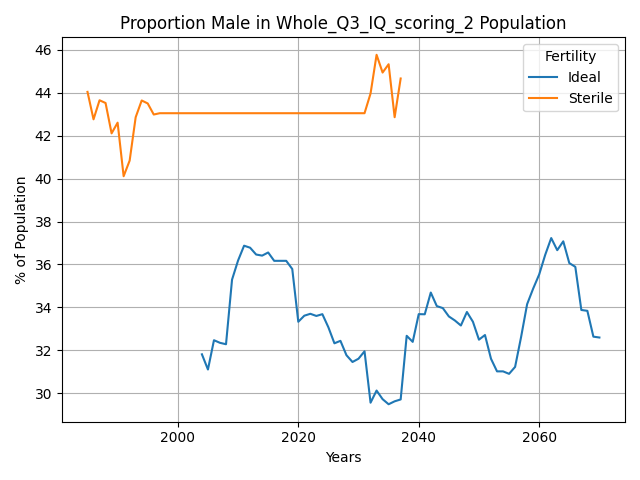 Proportion Male in Whole_Q3_IQ_scoring_2 Population
Fertility
Ideal
Sterile
% of Population
46
44
42
40
38
36
34
32
30
2000
2020
2040
2060
Years